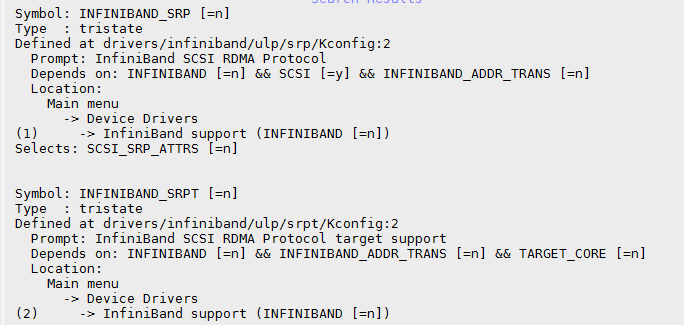 Search Results
Symbol: INFINIBAND_SRP [=n]
Type  : tristate
Defined at drivers/infiniband/ulp/srp/Kconfig:2
  Prompt: InfiniBand SCSI RDMA Protocol
  Depends on: INFINIBAND [=n] && SCSI [=y] && INFINIBAND_ADDR_TRANS [=n]
  Location:
    Main menu
      -> Device Drivers
(1)     -> InfiniBand support (INFINIBAND [=n])
Selects: SCSI_SRP_ATTRS [=n]
Symbol: INFINIBAND_SRPT [=n]
Type  : tristate
Defined at drivers/infiniband/ulp/srpt/Kconfig:2
  Prompt: InfiniBand SCSI RDMA Protocol target support
  Depends on: INFINIBAND [=n] && INFINIBAND_ADDR_TRANS [=n] && TARGET_CORE [=n]
  Location:
    Main menu
      -> Device Drivers
(2)     -> InfiniBand support (INFINIBAND [=n])